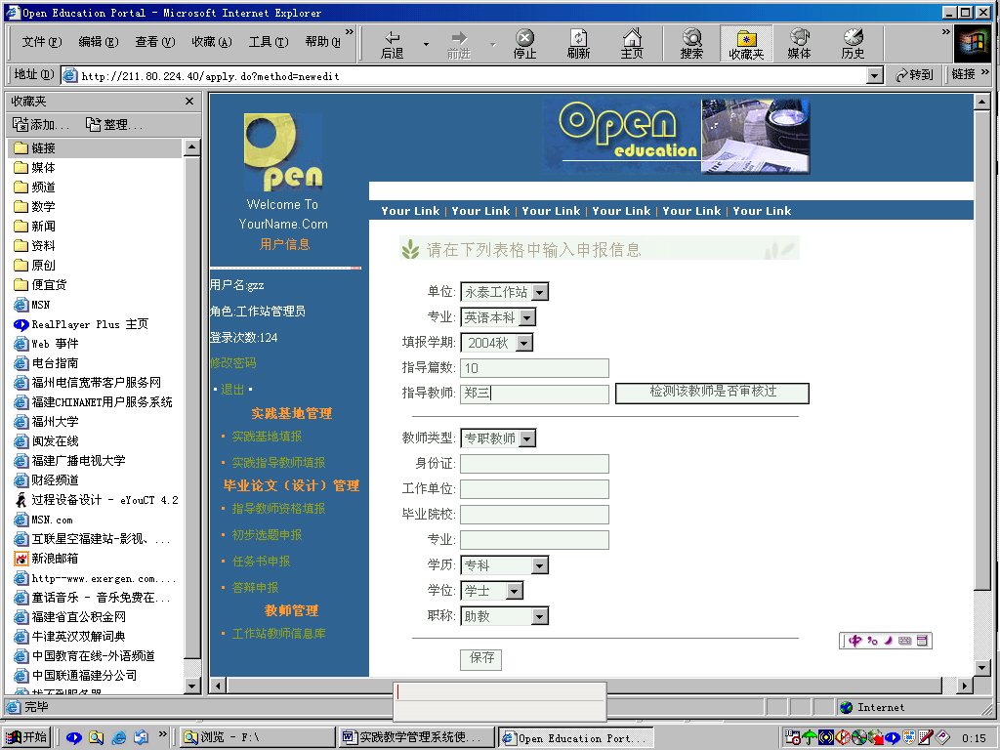 Open Education Portal - Microsoft Internet Explorer
文件(F) 编辑(E) 查看(V) 收藏(A) 工具(T) 帮助(H »
后退 前进 停止 刷新 主页 搜索 收藏夹 媒体 历史 »
地址(D) http://211.80.224.40/apply.do?method=newedit 转到 链接 »
收藏夹
添加... 整理...
链接
媒体
频道
数学
新闻
资料
原创
便宜货
MSN
RealPlayer Plus 主页
Web 事件
电台指南
福州电信宽带客户服务网
福建CHINANET用户服务系统
福州大学
闽发在线
福建广播电视大学
财经频道
过程设备设计 - eYouCT 4.2
MSN.com
互联星空福建站-影视、...
新浪邮箱
http--www.exergen.com....
童话音乐 - 音乐免费在...
福建省直公积金网
牛津英汉双解词典
中国教育在线-外语频道
中国联通福建分公司
找不到服务器
Open
Welcome To
YourName.Com
用户信息
用户名:gzz
角色:工作站管理员
登录次数:124
修改密码
• 退出 •
实践基地管理
• 实践基地填报
• 实践指导教师填报
毕业论文（设计）管理
• 指导教师资格填报
• 初步选题申报
• 任务书申报
• 答辩申报
教师管理
• 工作站教师信息库
Open
education
Your Link | Your Link | Your Link | Your Link | Your Link | Your Link
请在下列表格中输入申报信息
单位: 永泰工作站
专业: 英语本科
填报学期: 2004秋
指导篇数: 10
指导教师: 郑三 检测该教师是否审核过
教师类型: 专职教师
身份证:
工作单位:
毕业院校:
专业:
学历: 专科
学位: 学士
职称: 助教
保存
中
完毕 Internet
开始 » 浏览 - F:\ 实践教学管理系统使... Open Education Port... 0:15